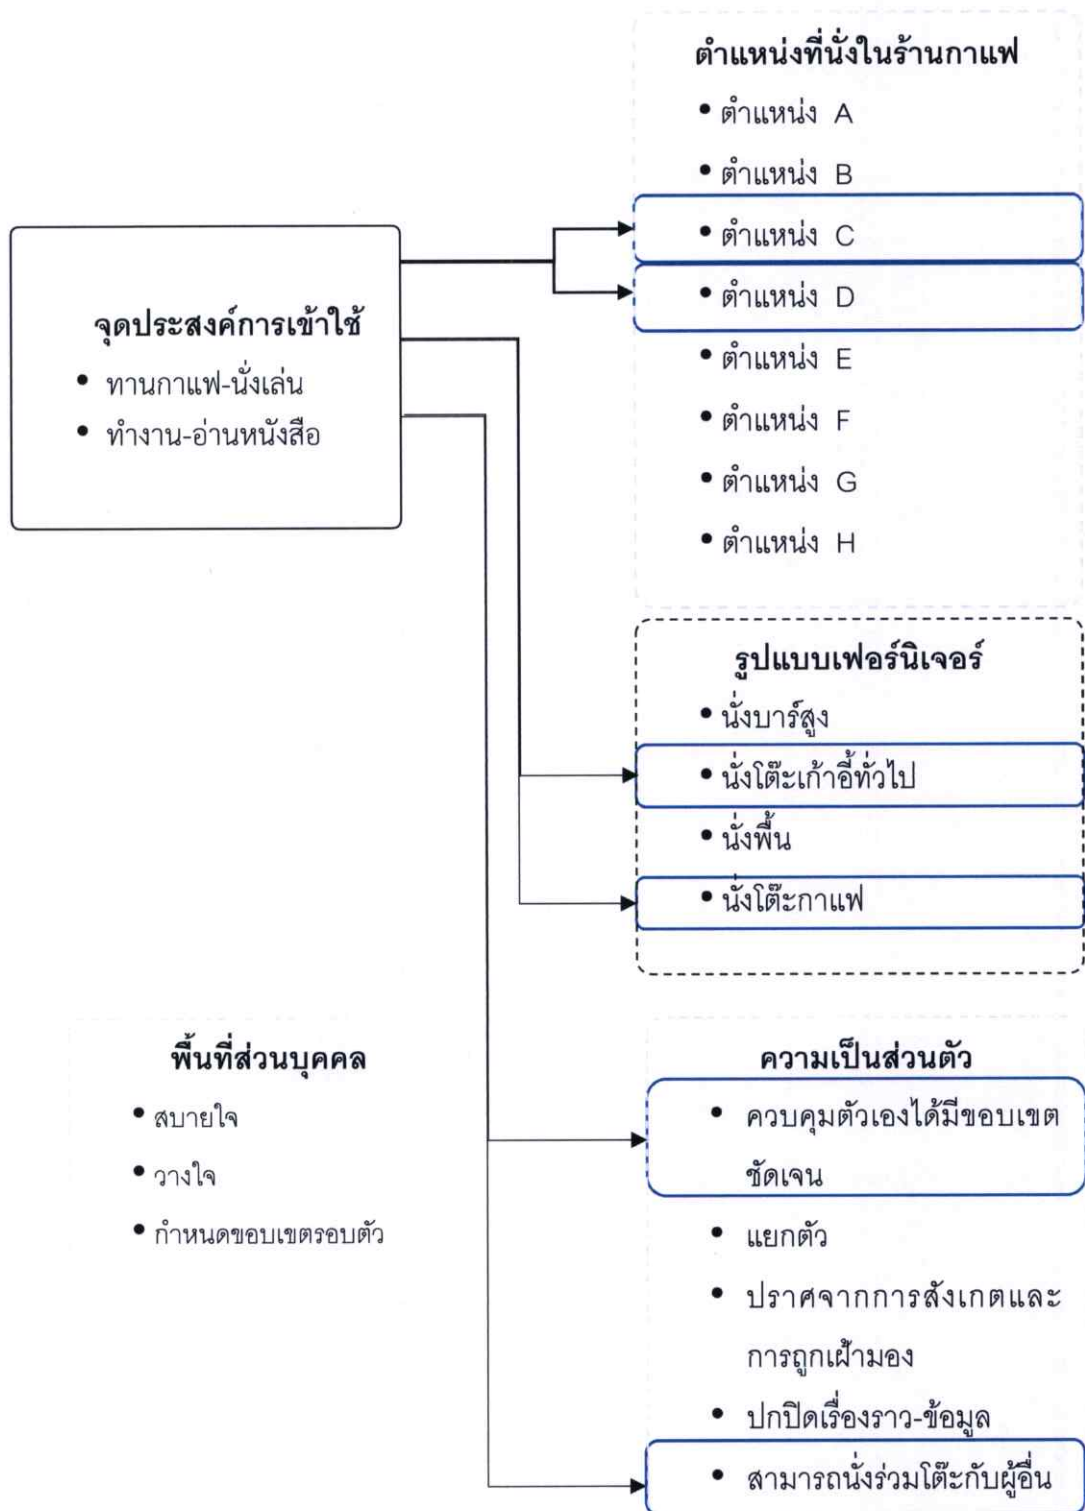 ตำแหน่งที่นั่งในร้านกาแฟ
• ตำแหน่ง A
• ตำแหน่ง B
• ตำแหน่ง C
• ตำแหน่ง D
• ตำแหน่ง E
• ตำแหน่ง F
• ตำแหน่ง G
• ตำแหน่ง H
จุดประสงค์การเข้าใช้
• ทานกาแฟ-นั่งเล่น
• ทำงาน-อ่านหนังสือ
รูปแบบเฟอร์นิเจอร์
• นั่งบาร์สูง
• นั่งโต๊ะเก้าอี้ทั่วไป
• นั่งพื้น
• นั่งโต๊ะกาแฟ
พื้นที่ส่วนบุคคล
• สบายใจ
• วางใจ
• กำหนดขอบเขตรอบตัว
ความเป็นส่วนตัว
• ควบคุมตัวเองได้มีขอบเขต
ชัดเจน
• แยกตัว
• ปราศจากการสังเกตและ
การถูกเฝ้ามอง
• ปกปิดเรื่องราว-ข้อมูล
• สามารถนั่งร่วมโต๊ะกับผู้อื่น